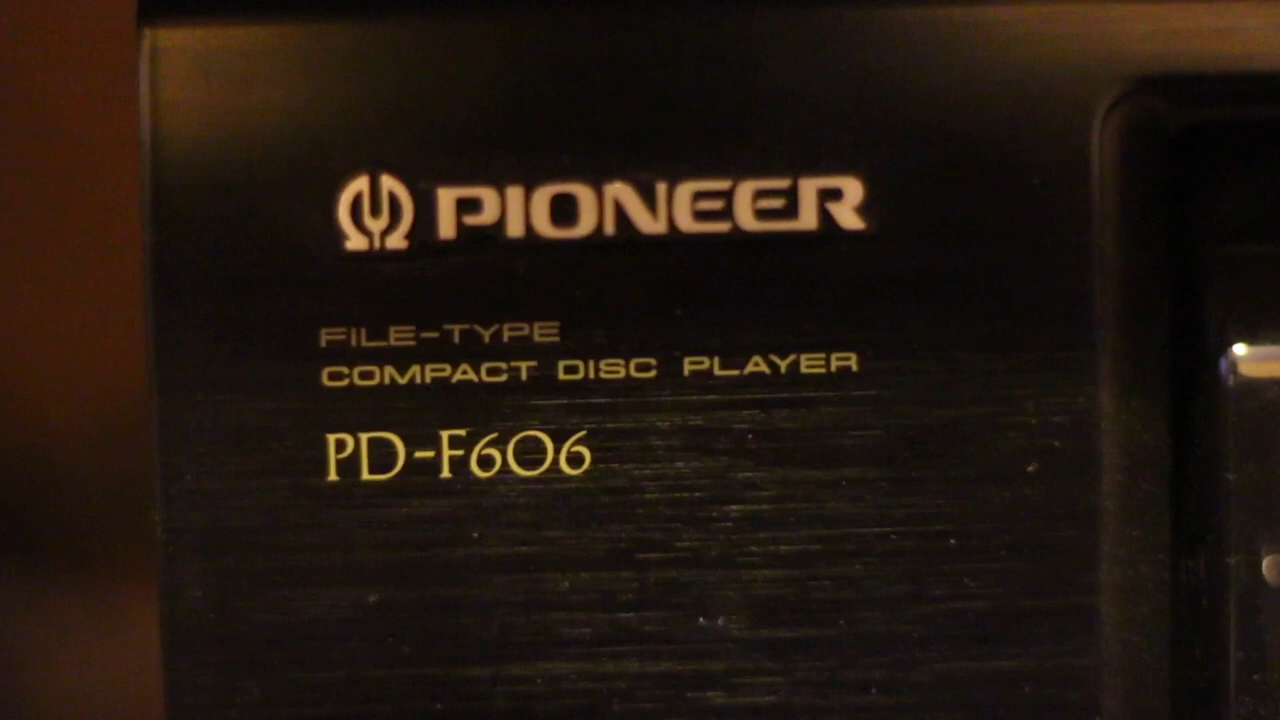 PIONEER
FILE-TYPE
COMPACT DISC PLAYER
PD-F606